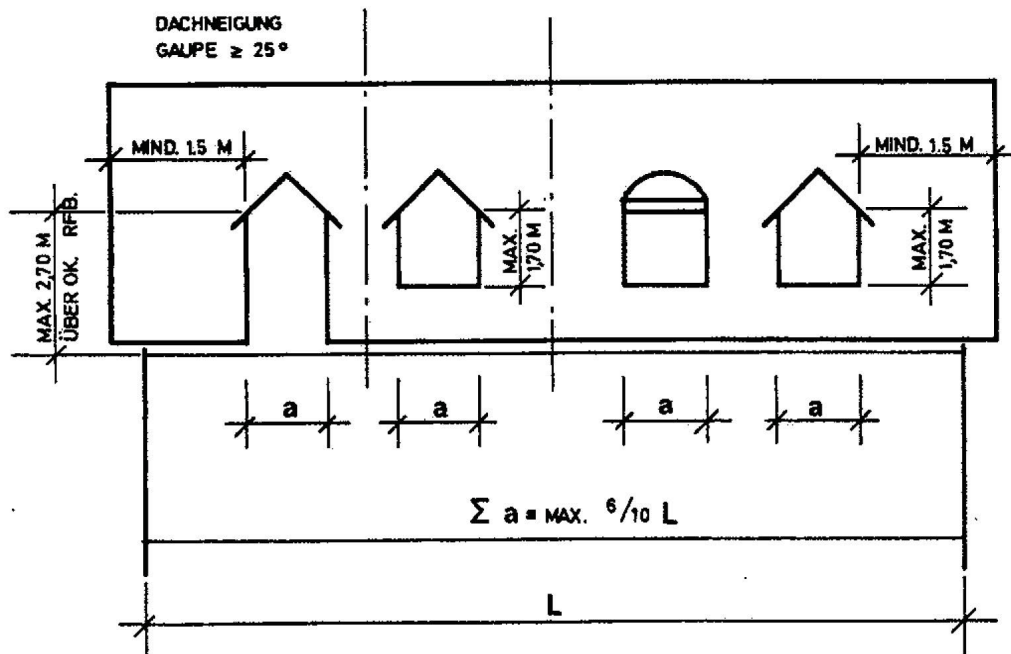 DACHNEIGUNG
GAUPE ≥ 25°
MIND. 1.5 M
MIND. 1.5 M
MAX. 2,70 M
ÜBER OK. RFB.
MAX.
1,70 M
MAX.
1,70 M
a
a
a
a
Σ a = MAX. 6/10 L
L